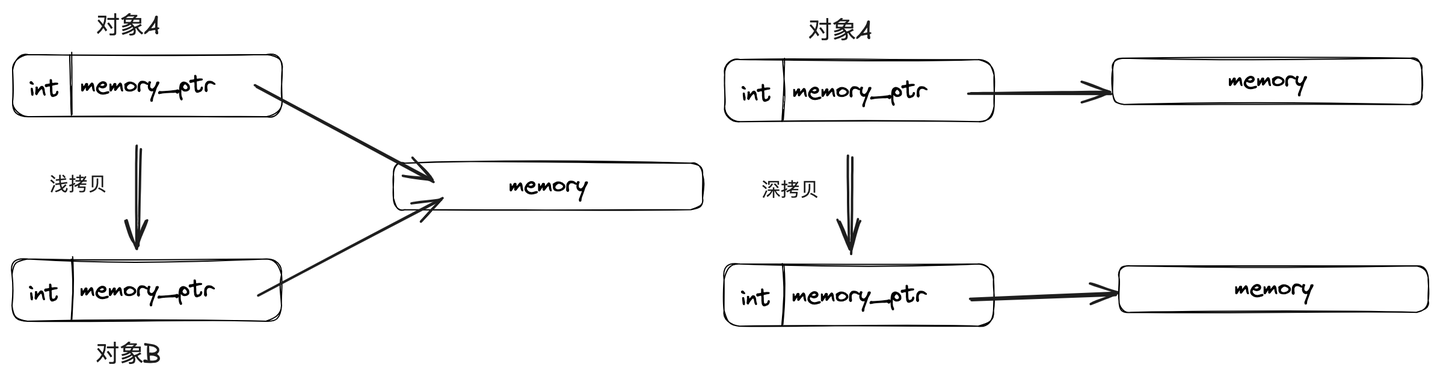 对象A
int memory_ptr
浅拷贝
memory
int memory_ptr
对象B
对象A
int memory_ptr
memory
深拷贝
int memory_ptr
memory